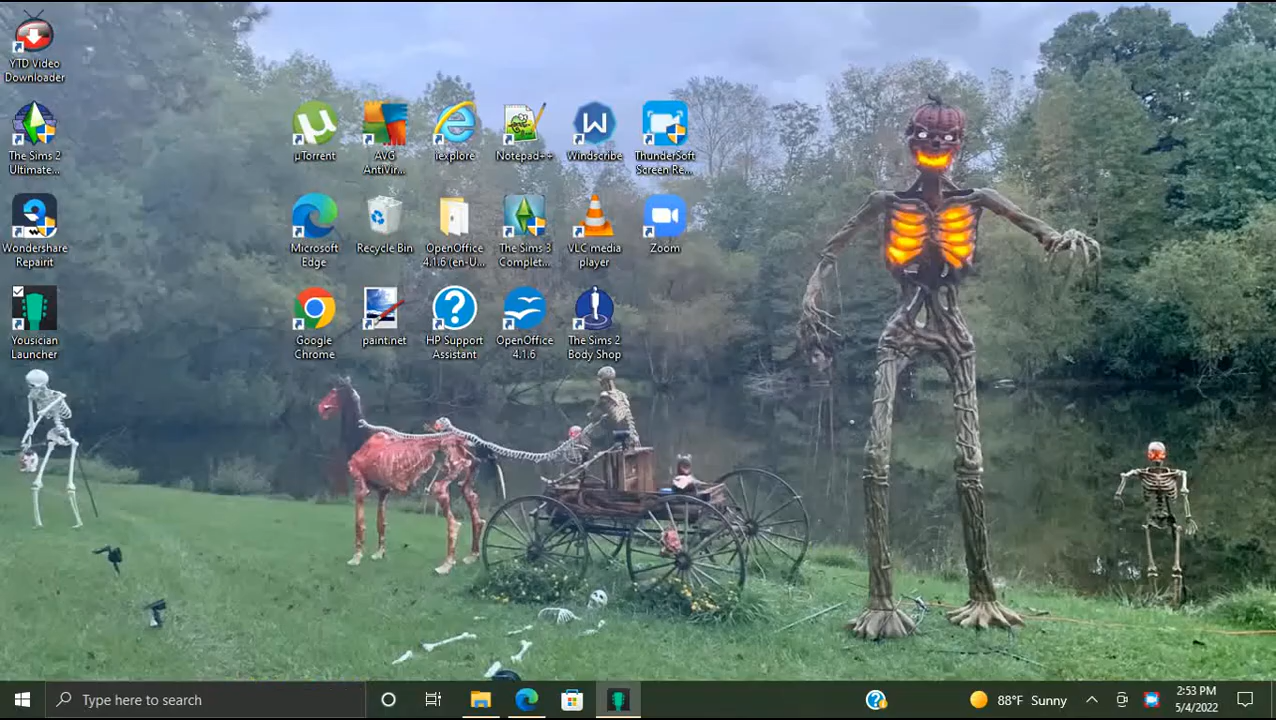 YTD Video
Downloader
The Sims 2
Ultimate...
Wondershare
Repairit
Yousician
Launcher
µTorrent
AVG
AntiVir...
iexplore
Notepad++
Windscribe
ThunderSoft
Screen Re...
Microsoft
Edge
Recycle Bin
OpenOffice
4.1.6 (en-U...
The Sims 3
Complet...
VLC media
player
Zoom
Google
Chrome
paint.net
HP Support
Assistant
OpenOffice
4.1.6
The Sims 2
Body Shop
Type here to search
88°F Sunny
2:53 PM
5/4/2022